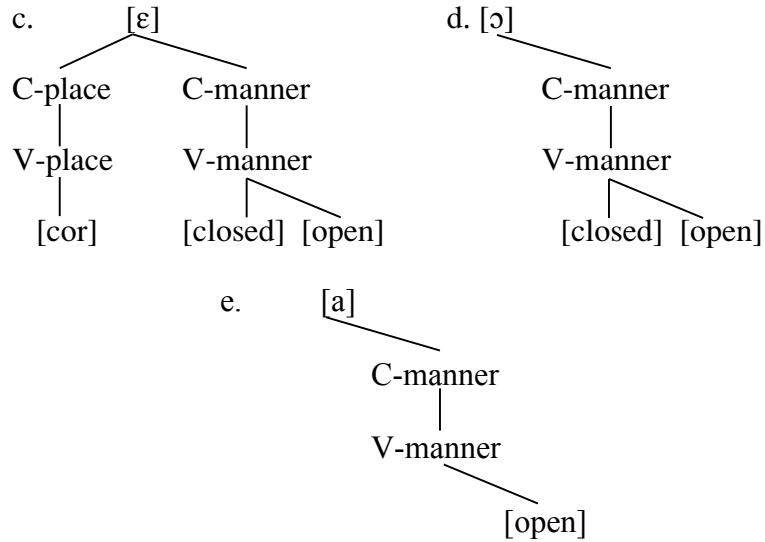 c. [ɛ] d. [ɔ]
C-place C-manner C-manner
V-place V-manner V-manner
[cor] [closed] [open] [closed] [open]
e. [a]
C-manner
V-manner
[open]